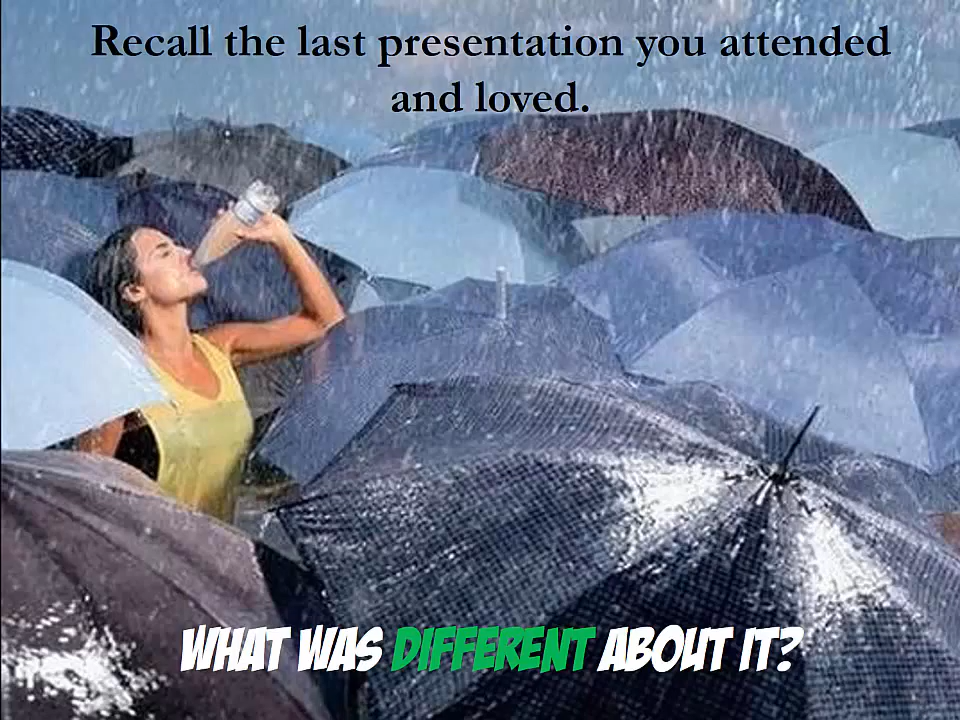 Recall the last presentation you attended
and loved.
WHAT WAS DIFFERENT ABOUT IT?